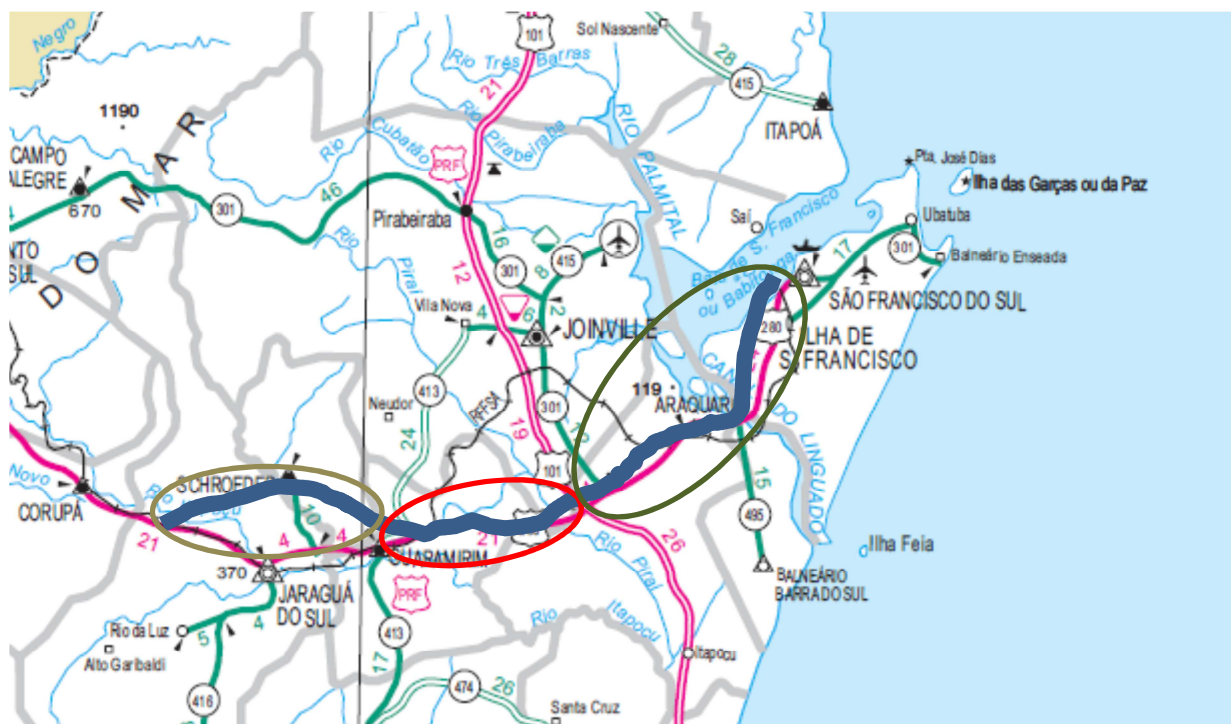 Negro
101
Sol Nascente
28
415
Rio Três Barras
21
ITAPOÁ
1190
Rio
Cubatão
Rio Pirabeiraba
RIO PALMITAL
CAMPO
ALEGRE
670
D O M A R
301
46
PRF
Pta. José Dias
Ilha das Garças ou da Paz
Ubatuba
Saí
Pirabeiraba
16
301
8
415
17
301
Balneário Enseada
NTO
SUL
Rio
Piraí
12
2
SÃO FRANCISCO DO SUL
Vila Nova
4
6
JOINVILLE
280
ILHA DE
S. FRANCISCO
413
Neudor
RFFSA
301
119
ARAQUARI
CANAL DO LINGUADO
24
19
101
15
495
Novo
CORUPÁ
SCHROEDER
10
21
4
4
GUARAMIRIM
21
26
Ilha Feia
370
JARAGUÁ
DO SUL
PRF
Rio Piraí
BALNEÁRIO
BARRA DO SUL
Rio da Luz
5
4
413
Rio
Itapocu
Itapocu
Alto Garibaldi
17
416
474
26
Santa Cruz